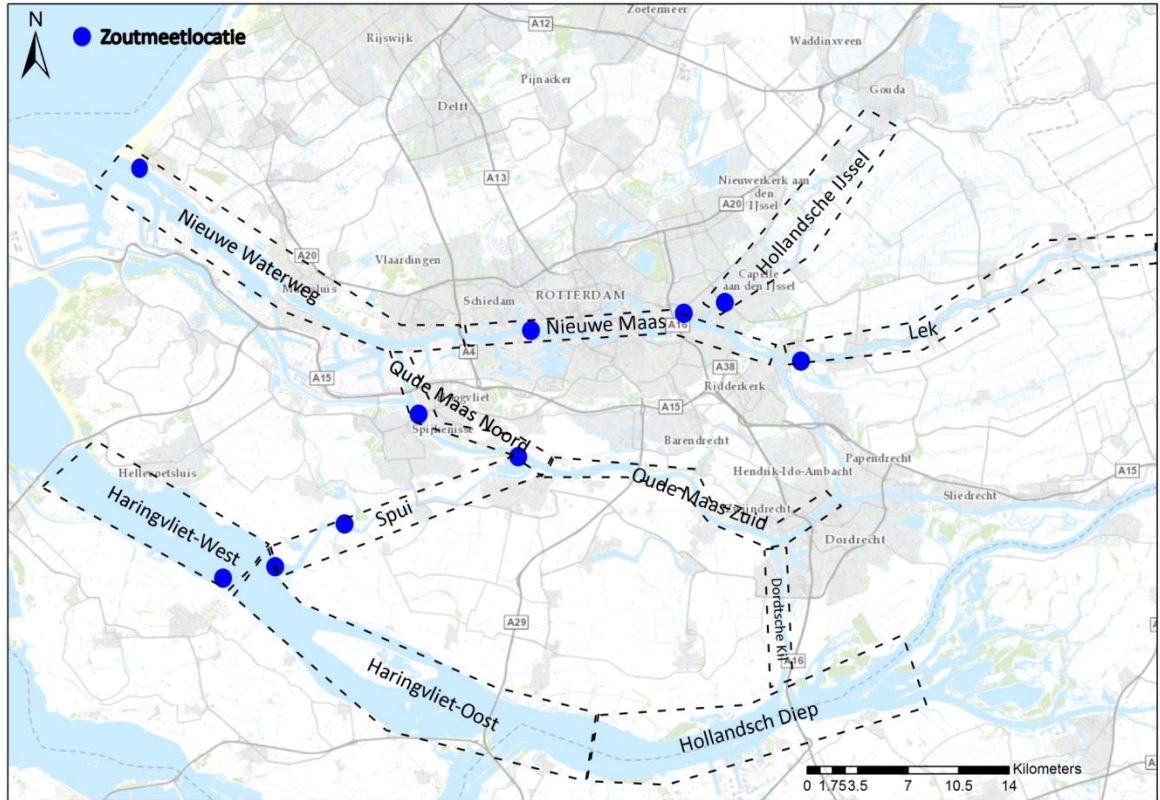 N
Zoutmeetlocatie
Zoetermeer
A12
Rijswijk
Waddinxveen
Pijnacker
Gouda
Delft
A13
Nieuwerkerk aan
den
IJssel
A20
Hollandsche IJssel
Nieuwe Waterweg
A20
Vlaardingen
Capelle
aan den IJssel
Schiedam
ROTTERDAM
Nieuwe Maas
A16
Lek
A4
A38
Ridderkerk
A15
Oude Maas Noord
A15
Spijkenisse
Barendrecht
Papendrecht
Hendrik-Ido-Ambacht
A15
Hellevoetsluis
Oude Maas Zuid
Sliedrecht
Haringvliet-West
Spui
Dordrecht
Dordtsche Kil
A29
A16
Haringvliet-Oost
Hollandsch Diep
Kilometers
0 1.75 3.5 7 10.5 14